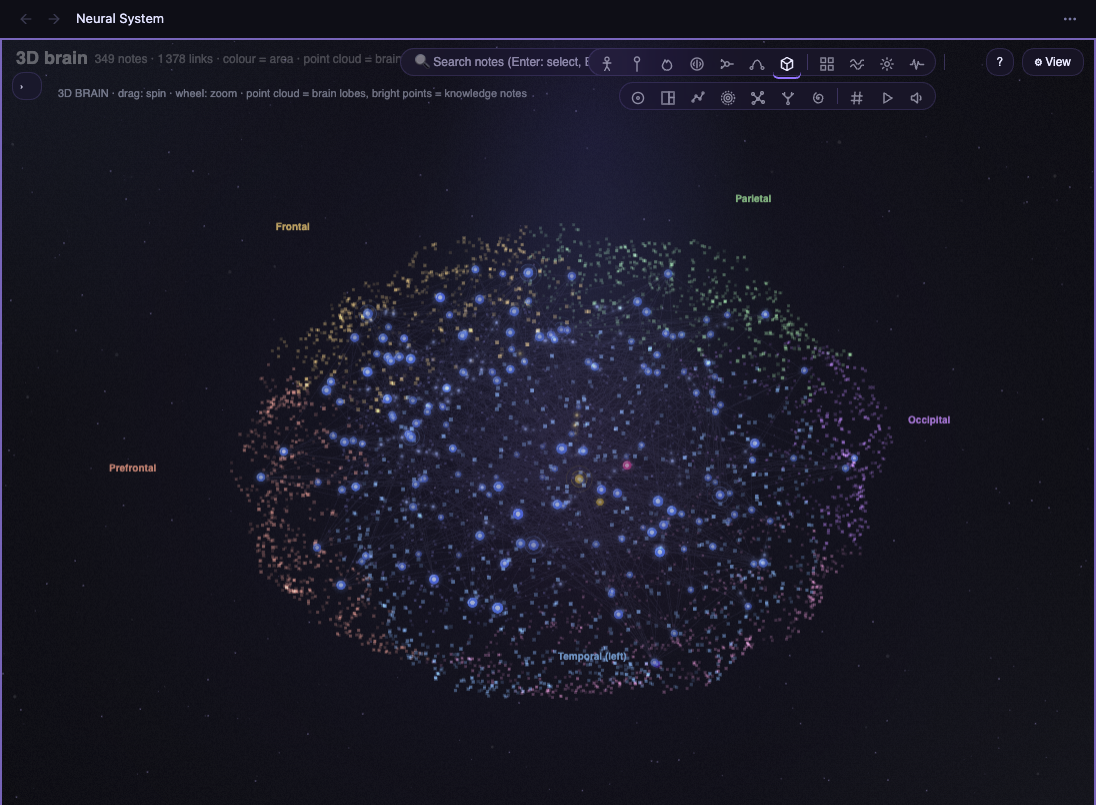 Neural System
3D brain 349 notes · 1 378 links · colour = area · point cloud = brain
Search notes (Enter: select, E
? View
3D BRAIN · drag: spin · wheel: zoom · point cloud = brain lobes, bright points = knowledge notes
Parietal
Frontal
Occipital
Prefrontal
Temporal (left)